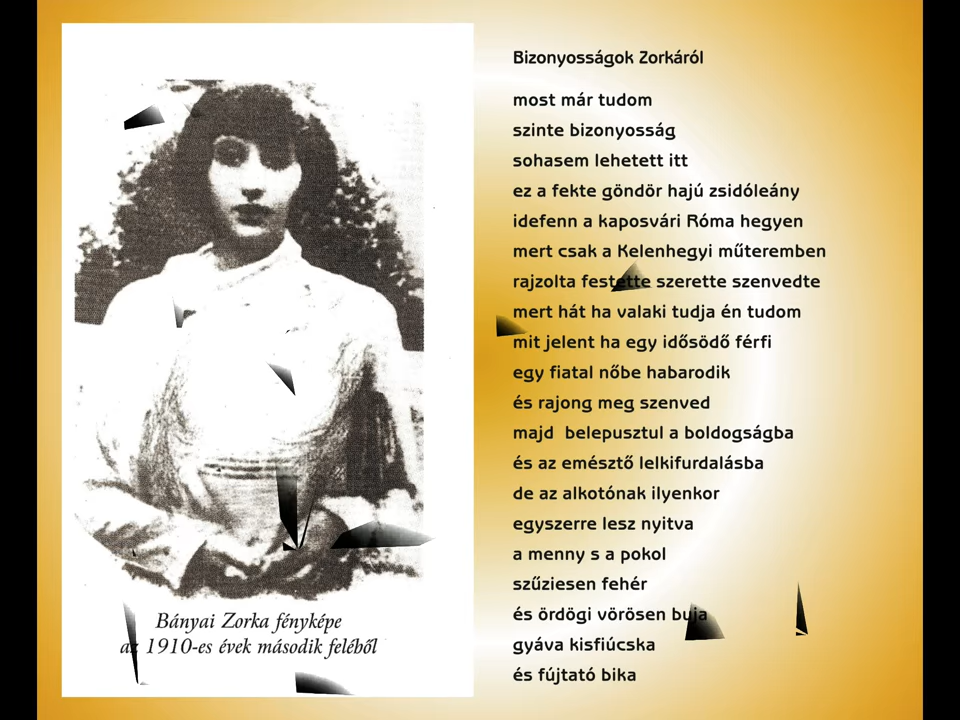 Bizonyosságok Zorkáról
most már tudom
szinte bizonyosság
sohasem lehetett itt
ez a fekte göndör hajú zsidóleány
idefenn a kaposvári Róma hegyen
mert csak a Kelenhegyi műteremben
rajzolta festette szerette szenvedte
mert hát ha valaki tudja én tudom
mit jelent ha egy idősödő férfi
egy fiatal nőbe habarodik
és rajong meg szenved
majd belepusztul a boldogságba
és az emésztő lelkifurdalásba
de az alkotónak ilyenkor
egyszerre lesz nyitva
a menny s a pokol
szűziesen fehér
és ördögi vörösen buja
gyáva kisfiúcska
és fújtató bika
Bányai Zorka fényképe
az 1910-es évek második feléből